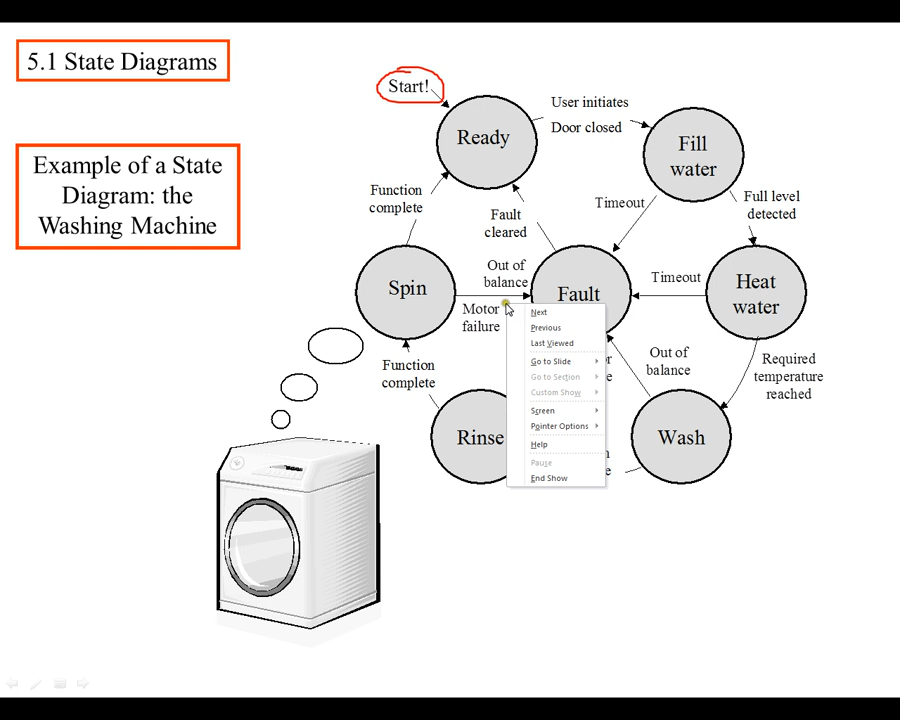 5.1 State Diagrams
Example of a State
Diagram: the
Washing Machine
Start!
Ready
User initiates
Door closed
Fill
water
Function
complete
Fault
cleared
Timeout
Full level
detected
Spin
Out of
balance
Motor
failure
Fault
Timeout
Heat
water
Next
Previous
Last Viewed
Go to Slide
Go to Section
Custom Show
Screen
Pointer Options
Help
Pause
End Show
Out of
balance
Required
temperature
reached
Function
complete
Rinse
Wash